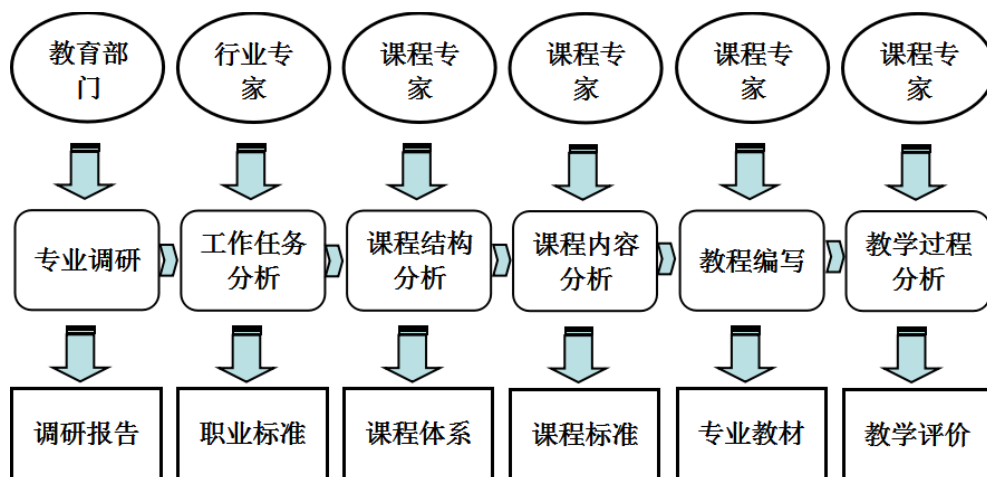 教育部
门
行业专
家
课程专
家
课程专
家
课程专
家
课程专
家
专业调研
工作任务
分析
课程结构
分析
课程内容
分析
教程编写
教学过程
分析
调研报告
职业标准
课程体系
课程标准
专业教材
教学评价